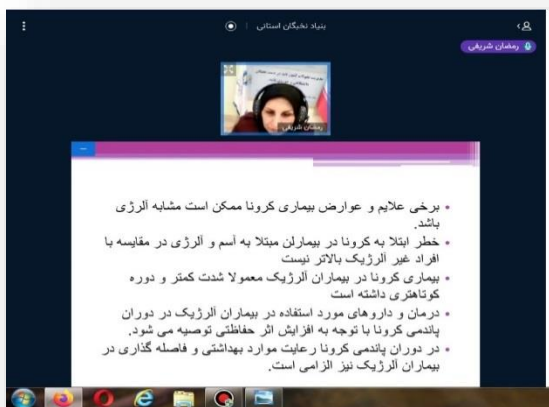 بنیاد نخبگان استانی
رمضان شریفی
رمضان شریفی
• برخی علایم و عوارض بیماری کرونا ممکن است مشابه آلرژی
باشد.
• خطر ابتلا به کرونا در بیمارلن مبتلا به آسم و آلرژی در مقایسه با
افراد غیر آلرژیک بالاتر نیست
• بیماری کرونا در بیماران آلرژیک معمولا شدت کمتر و دوره
کوتاهتری داشته است
• درمان و داروهای مورد استفاده در بیماران آلرژیک در دوران
پاندمی کرونا با توجه به افزایش اثر حفاظتی توصیه می شود.
• در دوران پاندمی کرونا رعایت موارد بهداشتی و فاصله گذاری در
بیماران آلرژیک نیز الزامی است.